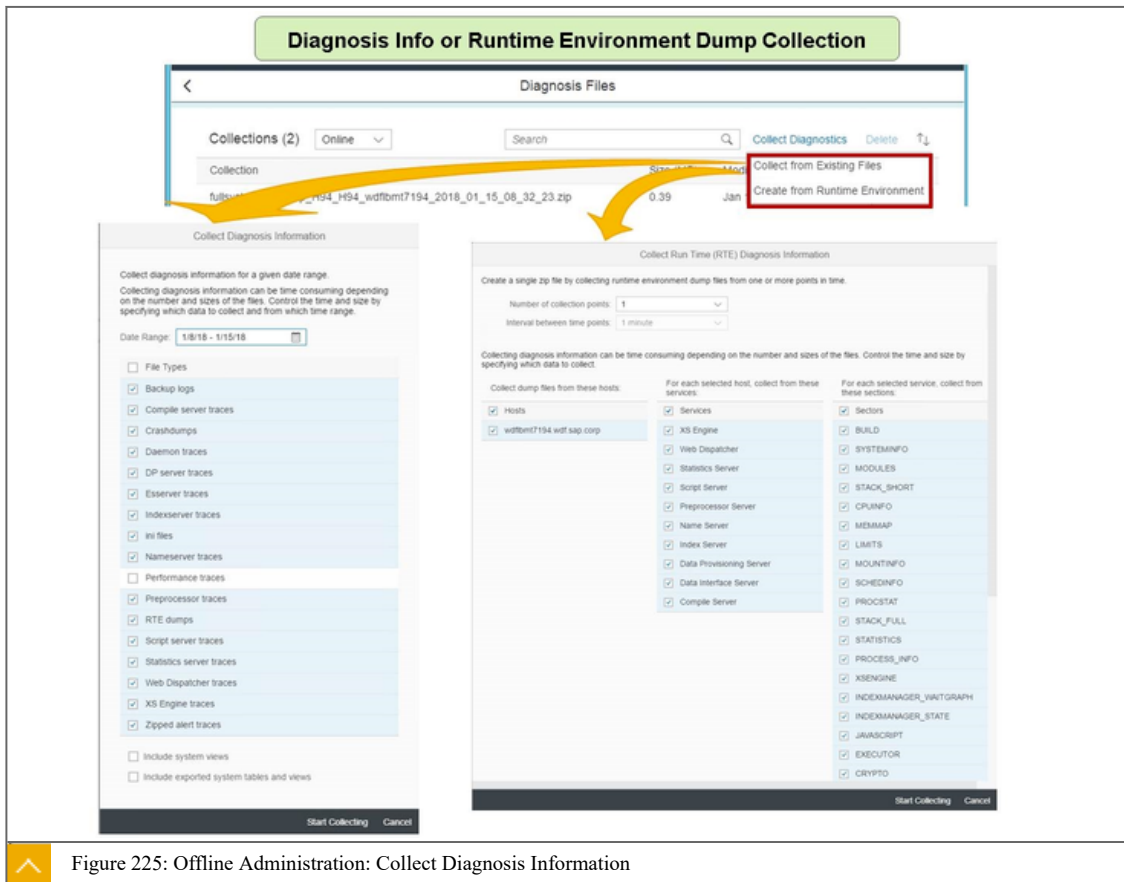 Diagnosis Info or Runtime Environment Dump Collection
Diagnosis Files
Collections (2) Online Search Collect Diagnostics Delete
Collection
Collect from Existing Files
Create from Runtime Environment
H94_H94_wdflbmt7194_2018_01_15_08_32_23.zip 0.39 Jan
Collect Diagnosis Information
Collect diagnosis information for a given date range.
Collecting diagnosis information can be time consuming depending
on the number and sizes of the files. Control the time and size by
specifying which data to collect and from which time range.
Date Range: 1/8/18 - 1/15/18
File Types
Backup logs
Compile server traces
Crashdumps
Daemon traces
DP server traces
Esserver traces
Indexserver traces
ini files
Nameserver traces
Performance traces
Preprocessor traces
RTE dumps
Script server traces
Statistics server traces
Web Dispatcher traces
XS Engine traces
Zipped alert traces
Include system views
Include exported system tables and views
Start Collecting Cancel
Collect Run Time (RTE) Diagnosis Information
Create a single zip file by collecting runtime environment dump files from one or more points in time.
Number of collection points: 1
Interval between time points: 1 minute
Collecting diagnosis information can be time consuming depending on the number and sizes of the files. Control the time and size by
specifying which data to collect.
Collect dump files from these hosts:
Hosts
wdflbmt7194.wdf.sap.corp
For each selected host, collect from these
services:
Services
XS Engine
Web Dispatcher
Statistics Server
Script Server
Preprocessor Server
Name Server
Index Server
Data Provisioning Server
Data Interface Server
Compile Server
For each selected service, collect from
these sections:
Sectors
BUILD
SYSTEMINFO
MODULES
STACK_SHORT
CPUINFO
MEMMAP
LIMITS
MOUNTINFO
SCHEDINFO
PROCSTAT
STACK_FULL
STATISTICS
PROCESS_INFO
XSENGINE
INDEXMANAGER_WAITGRAPH
INDEXMANAGER_STATE
JAVASCRIPT
EXECUTOR
CRYPTO
Start Collecting Cancel
Figure 225: Offline Administration: Collect Diagnosis Information